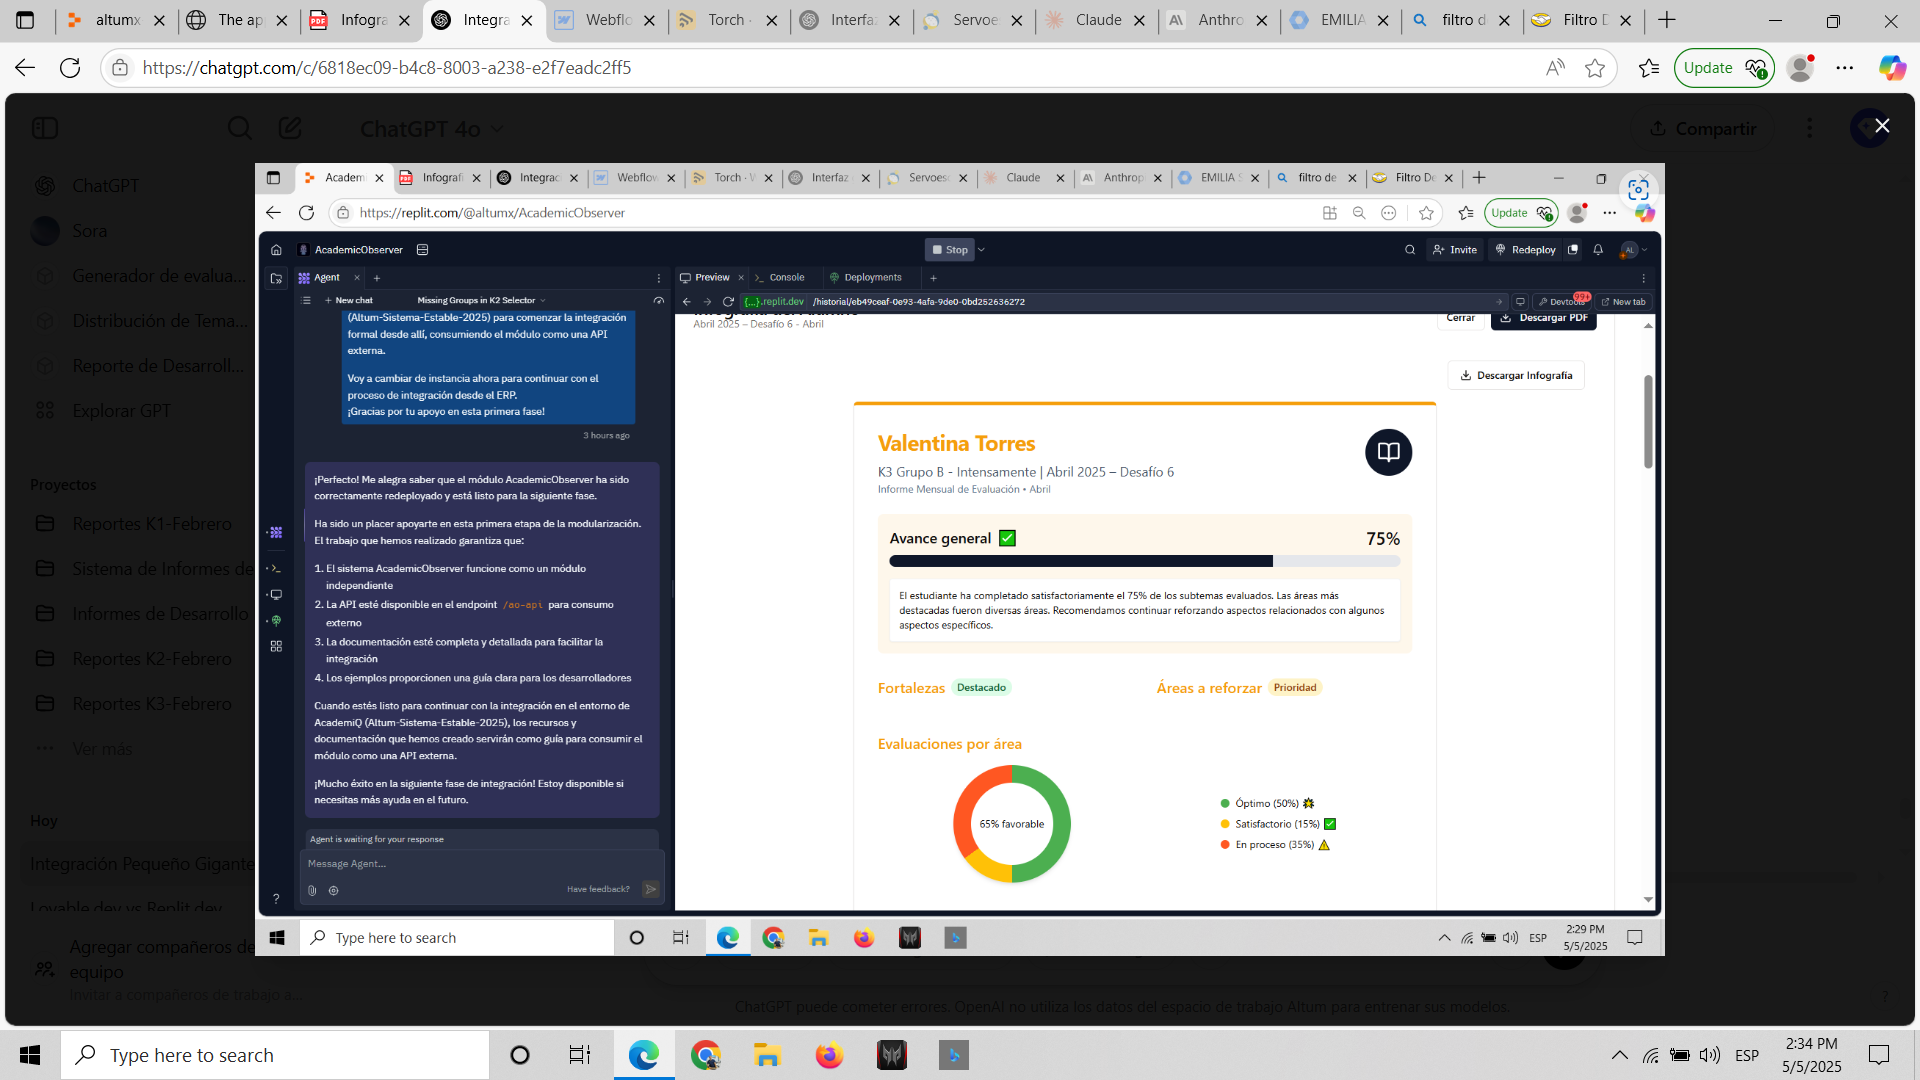 altumx
The ap
Infogra
Integra
Webflo
Torch -
Interfa
Servoe
Claude
Anthro
EMILIA
filtro d
Filtro D
https://chatgpt.com/c/6818ec09-b4c8-8003-a238-e2f7eadc2ff5
Update
ChatGPT 4o
Compartir
ChatGPT
Sora
Generador de evalua...
Distribución de Tema...
Reporte de Desarroll...
Explorar GPT
Proyectos
Reportes K1-Febrero
Sistema de Informes de
Informes de Desarrollo
Reportes K2-Febrero
Reportes K3-Febrero
Ver más
Hoy
Integración Pequeño Gigante
Lovable dev vs Replit dev
Agregar compañeros de
equipo
Invitar a compañeros de trabajo a...
Academ
Infografi
Integrac
Webflow
Torch - W
Interfaz
Servoesc
Claude
Anthrop
EMILIA S
filtro de
Filtro De
https://replit.com/@altumx/AcademicObserver
Update
AcademicObserver
Stop
Invite
Redeploy
AL
Agent
Preview
Console
Deployments
New chat
Missing Groups in K2 Selector
{...}.replit.dev
/historial/eb49ceaf-0e93-4afa-9de0-0bd252636272
Devtools
99+
New tab
(Altum-Sistema-Estable-2025) para comenzar la integración
formal desde allí, consumiendo el módulo como una API
externa.
Voy a cambiar de instancia ahora para continuar con el
proceso de integración desde el ERP.
¡Gracias por tu apoyo en esta primera fase!
3 hours ago
¡Perfecto! Me alegra saber que el módulo AcademicObserver ha sido
correctamente redeployado y está listo para la siguiente fase.
Ha sido un placer apoyarte en esta primera etapa de la modularización.
El trabajo que hemos realizado garantiza que:
1. El sistema AcademicObserver funcione como un módulo
independiente
2. La API esté disponible en el endpoint /ao-api para consumo
externo
3. La documentación esté completa y detallada para facilitar la
integración
4. Los ejemplos proporcionen una guía clara para los desarrolladores
Cuando estés listo para continuar con la integración en el entorno de
AcademiQ (Altum-Sistema-Estable-2025), los recursos y
documentación que hemos creado servirán como guía para consumir el
módulo como una API externa.
¡Mucho éxito en la siguiente fase de integración! Estoy disponible si
necesitas más ayuda en el futuro.
Agent is waiting for your response
Message Agent...
Have feedback?
Abril 2025 – Desafío 6 - Abril
Cerrar
Descargar PDF
Descargar Infografía
Valentina Torres
K3 Grupo B - Intensamente | Abril 2025 – Desafío 6
Informe Mensual de Evaluación • Abril
Avance general
75%
El estudiante ha completado satisfactoriamente el 75% de los subtemas evaluados. Las áreas más
destacadas fueron diversas áreas. Recomendamos continuar reforzando aspectos relacionados con algunos
aspectos específicos.
Fortalezas
Destacado
Áreas a reforzar
Prioridad
Evaluaciones por área
65% favorable
Óptimo (50%)
Satisfactorio (15%)
En proceso (35%)
Type here to search
ESP
2:29 PM
5/5/2025
ChatGPT puede cometer errores. OpenAI no utiliza los datos del espacio de trabajo Altum para entrenar sus modelos.
?
Type here to search
ESP
2:34 PM
5/5/2025